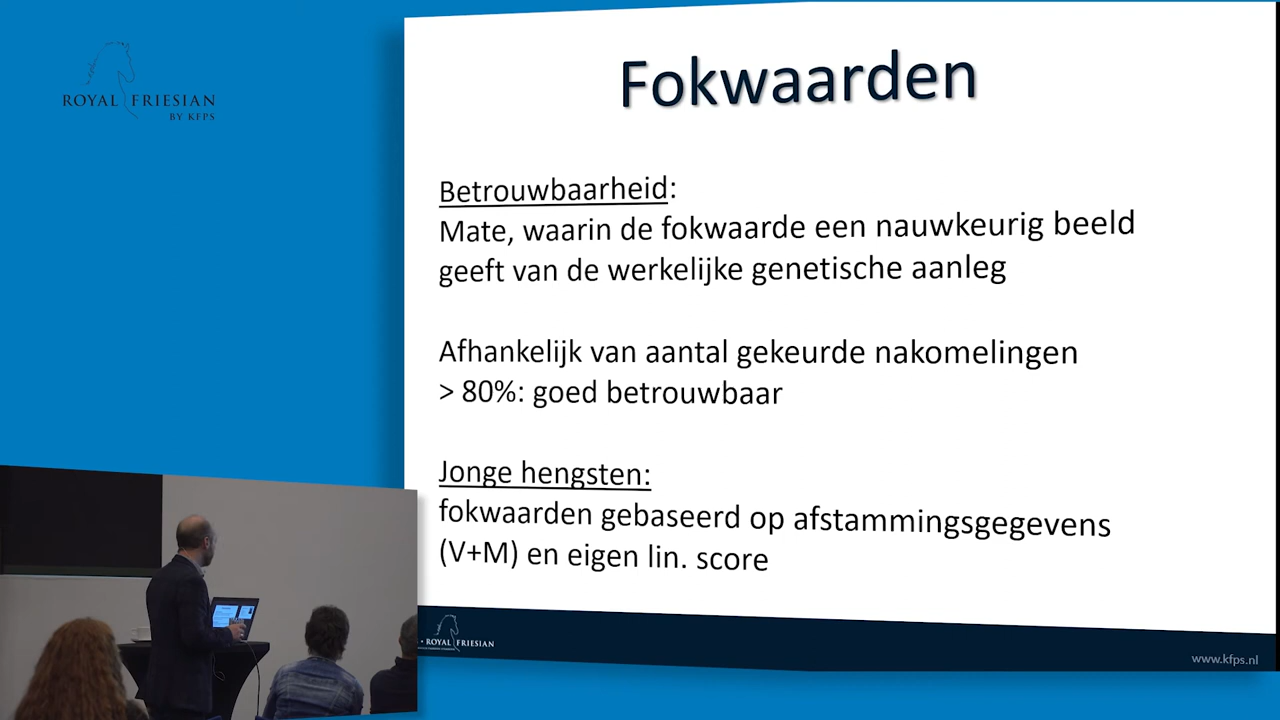 ROYAL FRIESIAN
BY KFPS
Fokwaarden
Betrouwbaarheid:
Mate, waarin de fokwaarde een nauwkeurig beeld
geeft van de werkelijke genetische aanleg
Afhankelijk van aantal gekeurde nakomelingen
> 80%: goed betrouwbaar
Jonge hengsten:
fokwaarden gebaseerd op afstammingsgegevens
(V+M) en eigen lin. score
ROYAL FRIESIAN
www.kfps.nl